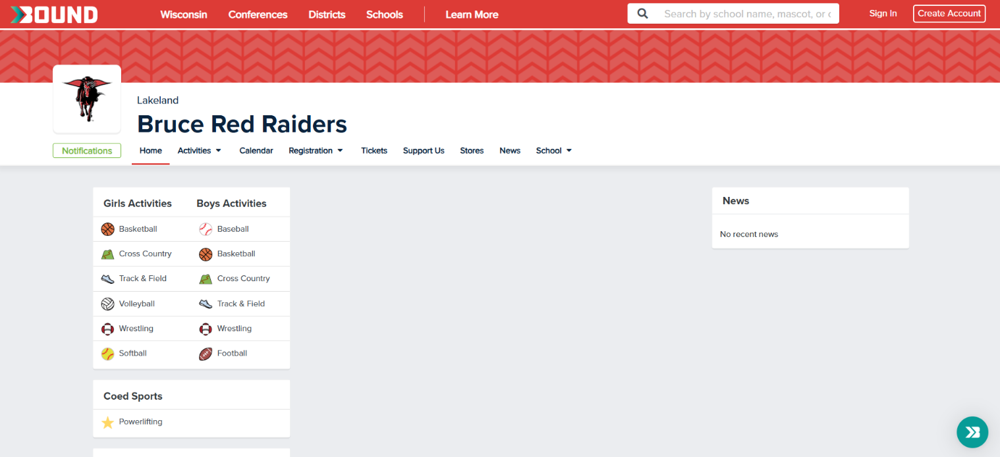 BOUND Wisconsin Conferences Districts Schools Learn More Search by school name, mascot, or c Sign In Create Account
Lakeland
Bruce Red Raiders
Notifications Home Activities Calendar Registration Tickets Support Us Stores News School
Girls Activities Boys Activities
Basketball Baseball
Cross Country Basketball
Track & Field Cross Country
Volleyball Track & Field
Wrestling Wrestling
Softball Football
Coed Sports
Powerlifting
News
No recent news